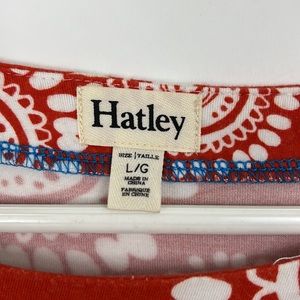 Hatley
SIZE | TAILLE
L/G
MADE IN
CHINA
FABRIQUÉ
EN CHINE